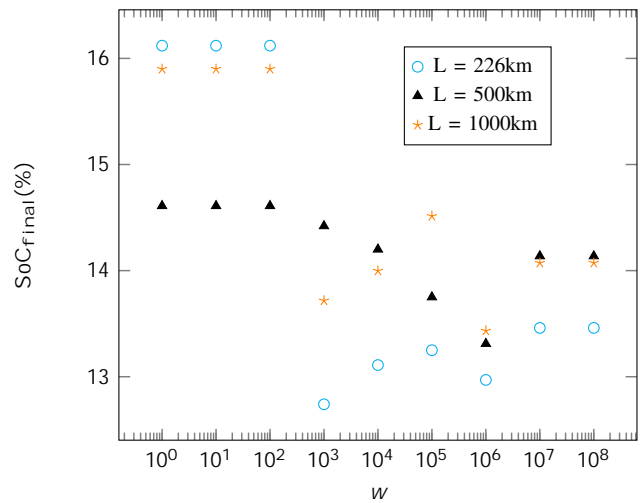 16
15
14
13
SoC_final(%)
L = 226km
L = 500km
L = 1000km
10^0 10^1 10^2 10^3 10^4 10^5 10^6 10^7 10^8
w